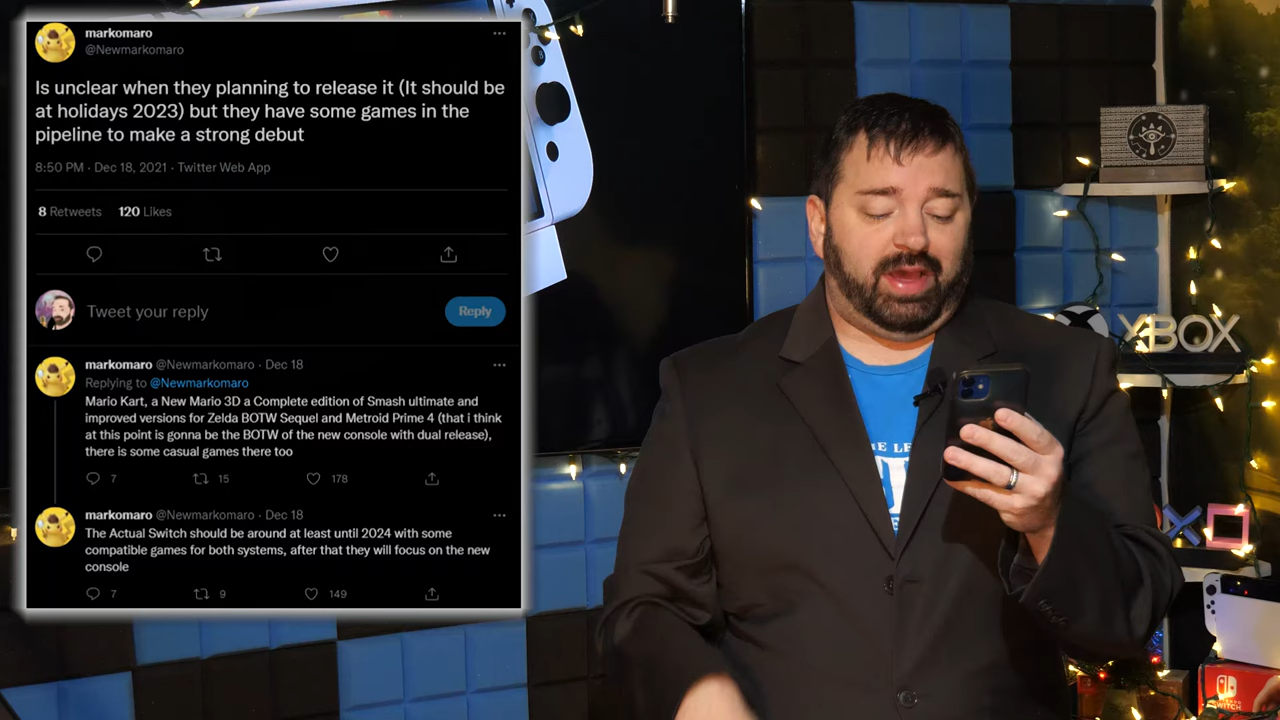 markomaro
@Newmarkomaro
Is unclear when they planning to release it (It should be
at holidays 2023) but they have some games in the
pipeline to make a strong debut
8:50 PM · Dec 18, 2021 · Twitter Web App
8 Retweets 120 Likes
Tweet your reply
Reply
markomaro @Newmarkomaro · Dec 18
Replying to @Newmarkomaro
Mario Kart, a New Mario 3D a Complete edition of Smash ultimate and
improved versions for Zelda BOTW Sequel and Metroid Prime 4 (that i think
at this point is gonna be the BOTW of the new console with dual release),
there is some casual games there too
7 15 178
markomaro @Newmarkomaro · Dec 18
The Actual Switch should be around at least until 2024 with some
compatible games for both systems, after that they will focus on the new
console
7 9 149
XBOX
SWITCH